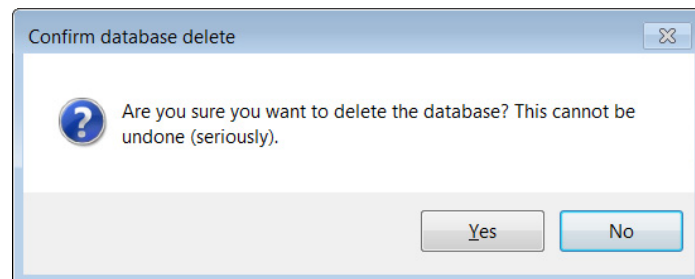 Confirm database delete
Are you sure you want to delete the database? This cannot be
undone (seriously).
Yes
No